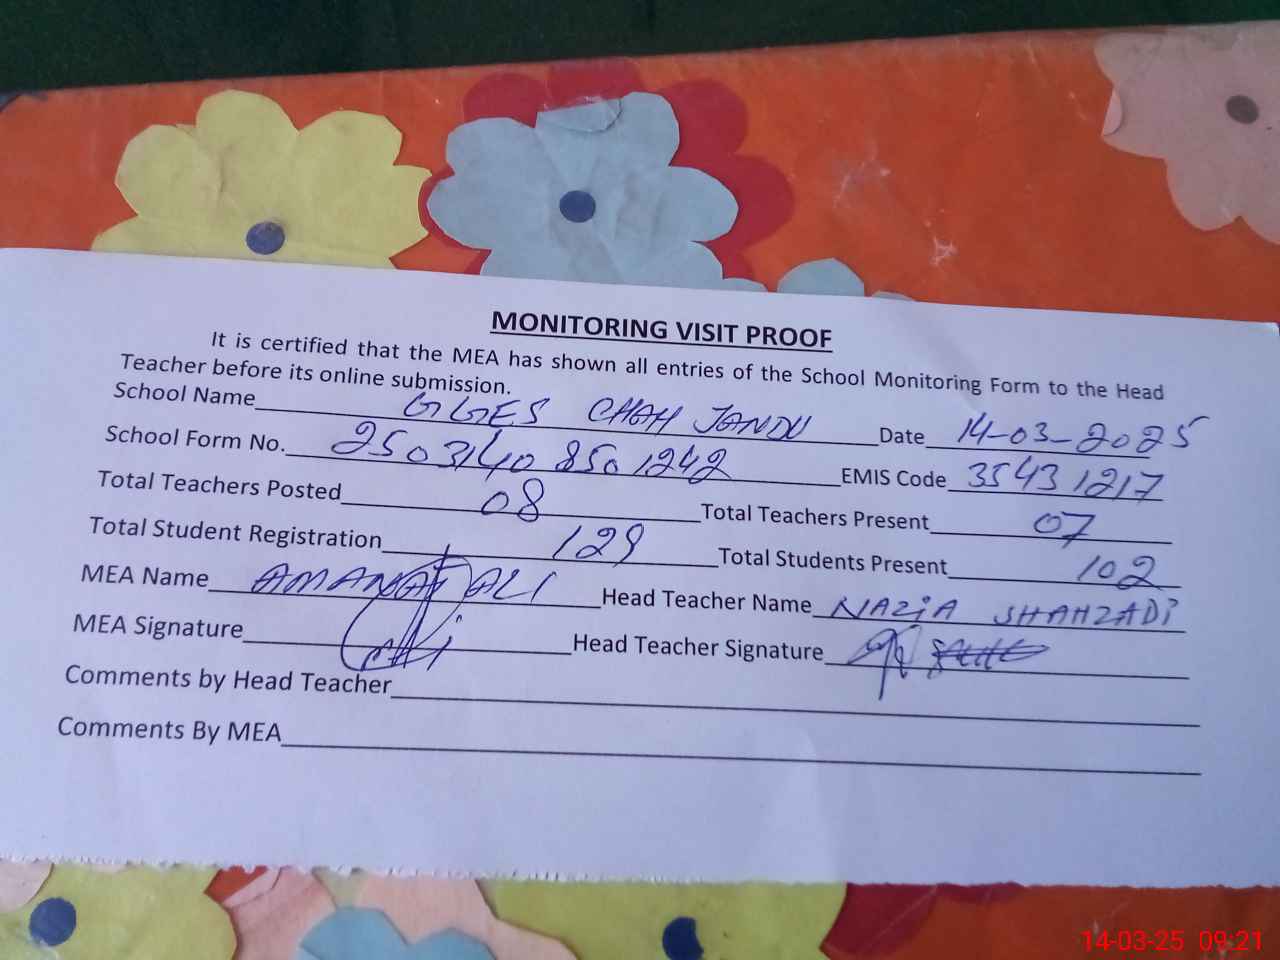 MONITORING VISIT PROOF
It is certified that the MEA has shown all entries of the School Monitoring Form to the Head
Teacher before its online submission.
School Name GGES CHAH JANDU Date 14-03-2025
School Form No. 25031408501242 EMIS Code 35431217
Total Teachers Posted 08 Total Teachers Present 07
Total Student Registration 129 Total Students Present 102
MEA Name AMANAT ALI Head Teacher Name NAZIA SHAHZADI
MEA Signature Head Teacher Signature
Comments by Head Teacher
Comments By MEA
14-03-25 09:21